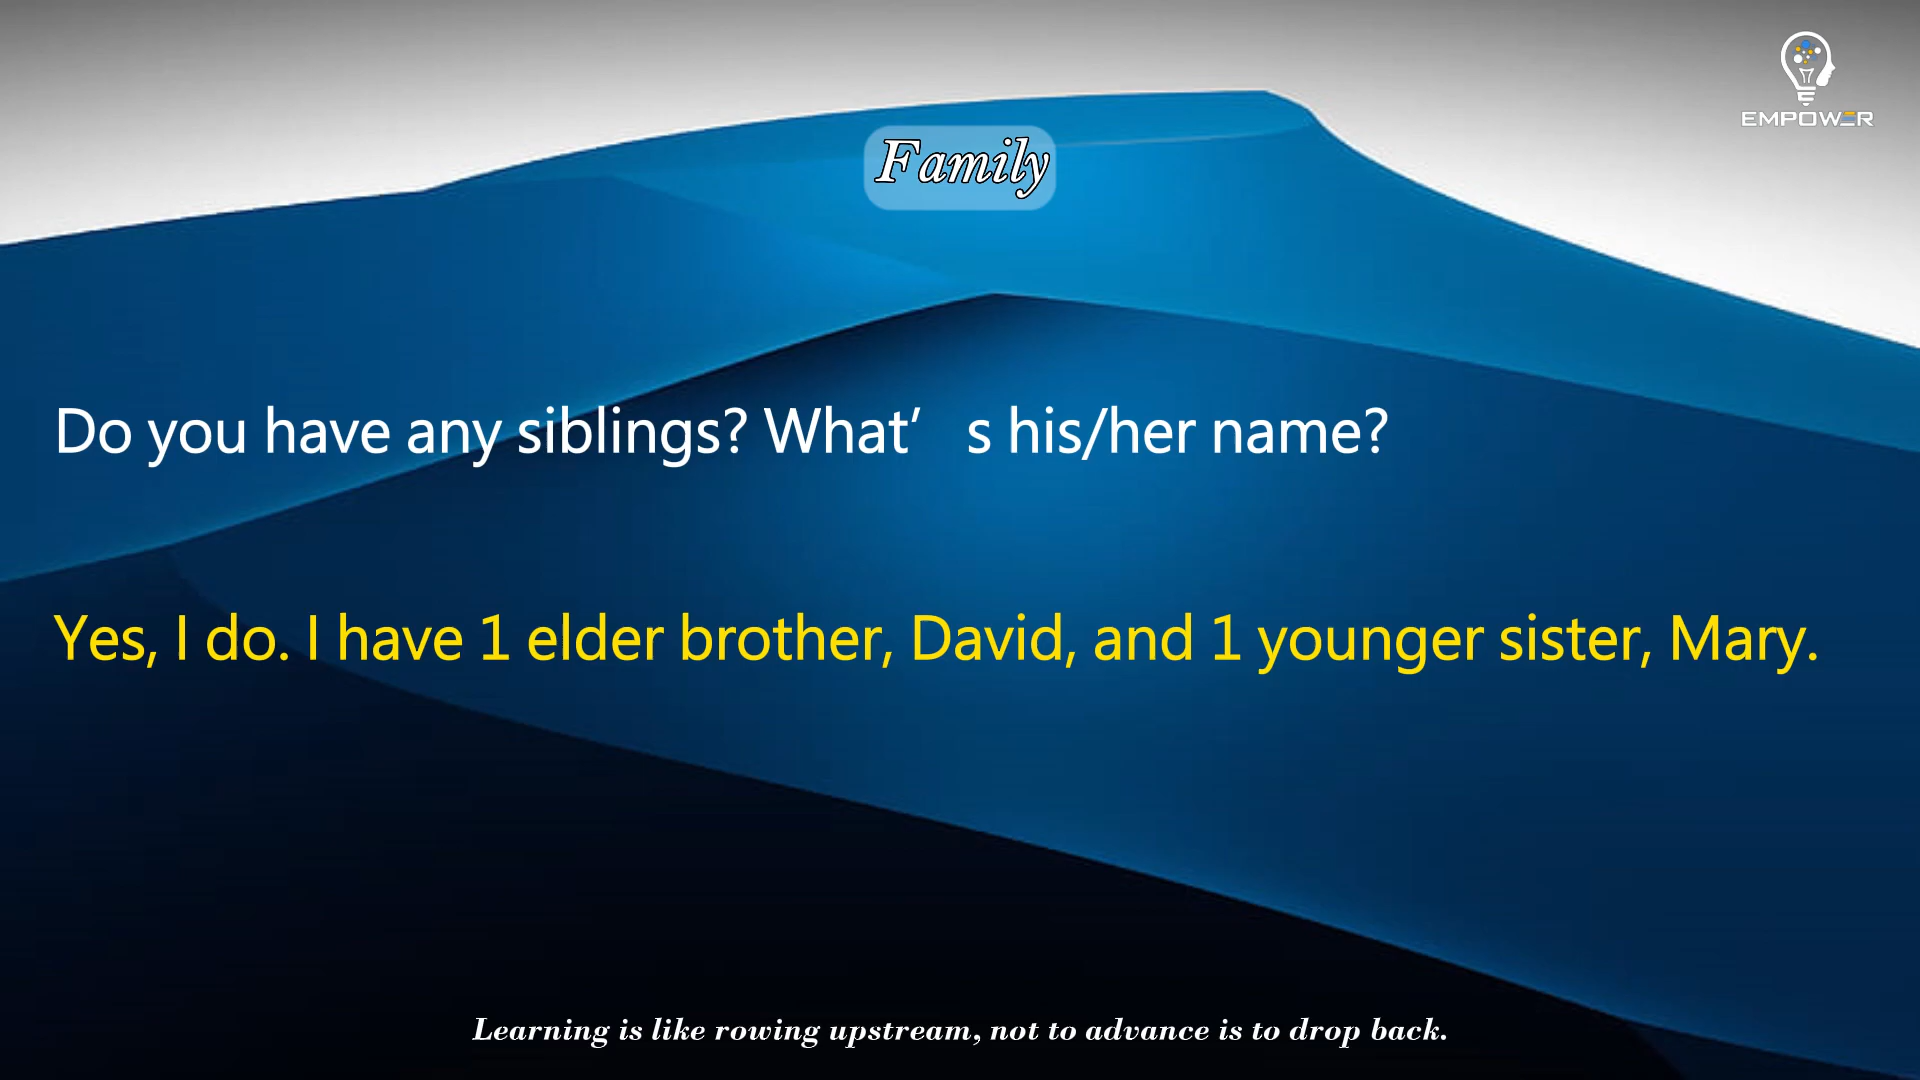 EMPOWER
Family
Do you have any siblings? What’s his/her name?
Yes, I do. I have 1 elder brother, David, and 1 younger sister, Mary.
Learning is like rowing upstream, not to advance is to drop back.